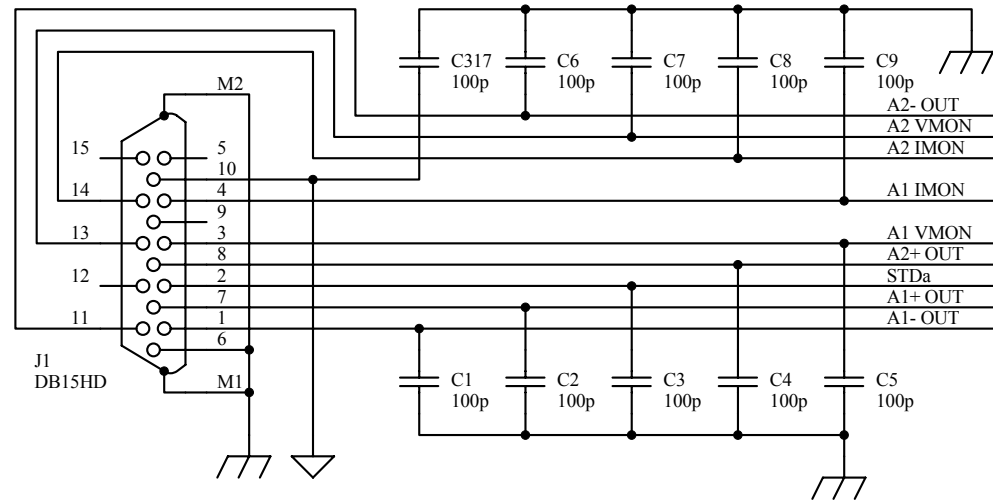 M2
C317
100p
C6
100p
C7
100p
C8
100p
C9
100p
A2- OUT
A2 VMON
A2 IMON
A1 IMON
A1 VMON
A2+ OUT
STDa
A1+ OUT
A1- OUT
15
5
10
14
4
9
13
3
8
12
2
7
11
1
6
J1
DB15HD
M1
C1
100p
C2
100p
C3
100p
C4
100p
C5
100p